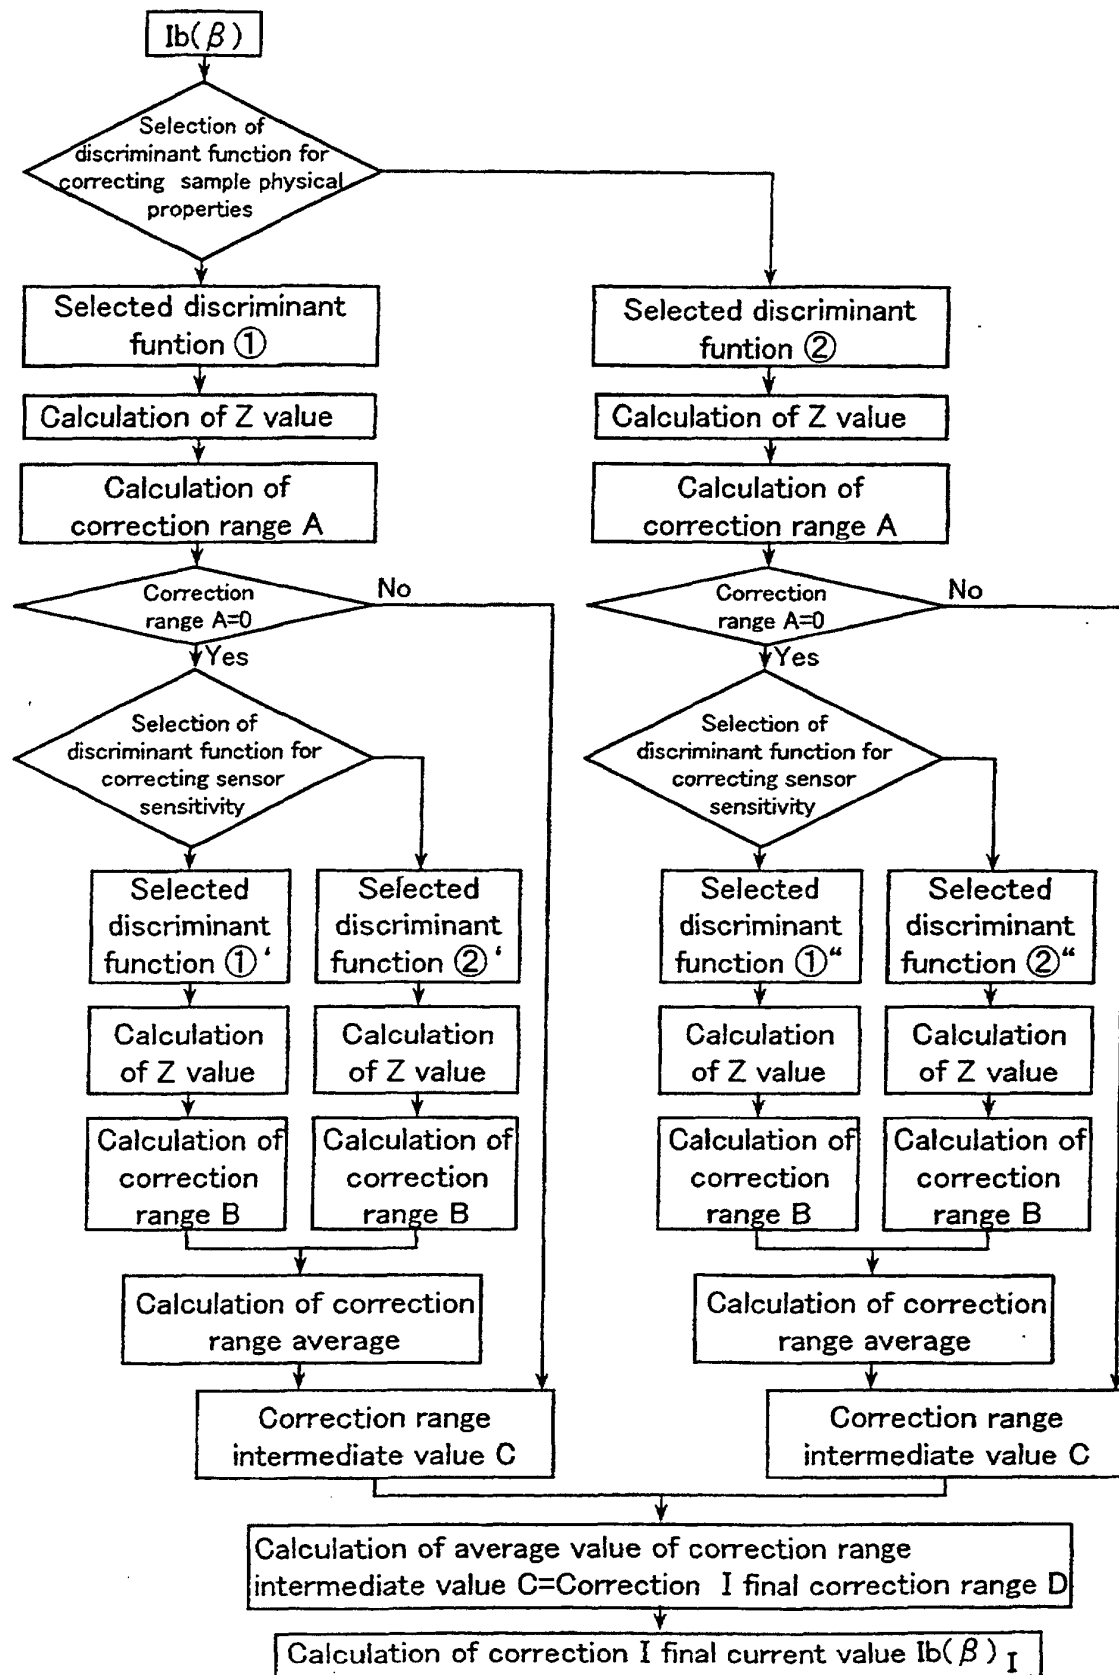 Ib(β)
Selection of
discriminant function for
correcting sample physical
properties
Selected discriminant
funtion ①
Calculation of Z value
Calculation of
correction range A
Correction
range A=0
No
Yes
Selection of
discriminant function for
correcting sensor
sensitivity
Selected
discriminant
function ①‘
Calculation
of Z value
Calculation of
correction
range B
Selected
discriminant
function ②‘
Calculation
of Z value
Calculation of
correction
range B
Calculation of correction
range average
Correction range
intermediate value C
Selected discriminant
funtion ②
Calculation of Z value
Calculation of
correction range A
Correction
range A=0
No
Yes
Selection of
discriminant function for
correcting sensor
sensitivity
Selected
discriminant
function ①“
Calculation
of Z value
Calculation of
correction
range B
Selected
discriminant
function ②“
Calculation
of Z value
Calculation of
correction
range B
Calculation of correction
range average
Correction range
intermediate value C
Calculation of average value of correction range
intermediate value C=Correction I final correction range D
Calculation of correction I final current value Ib(β) I